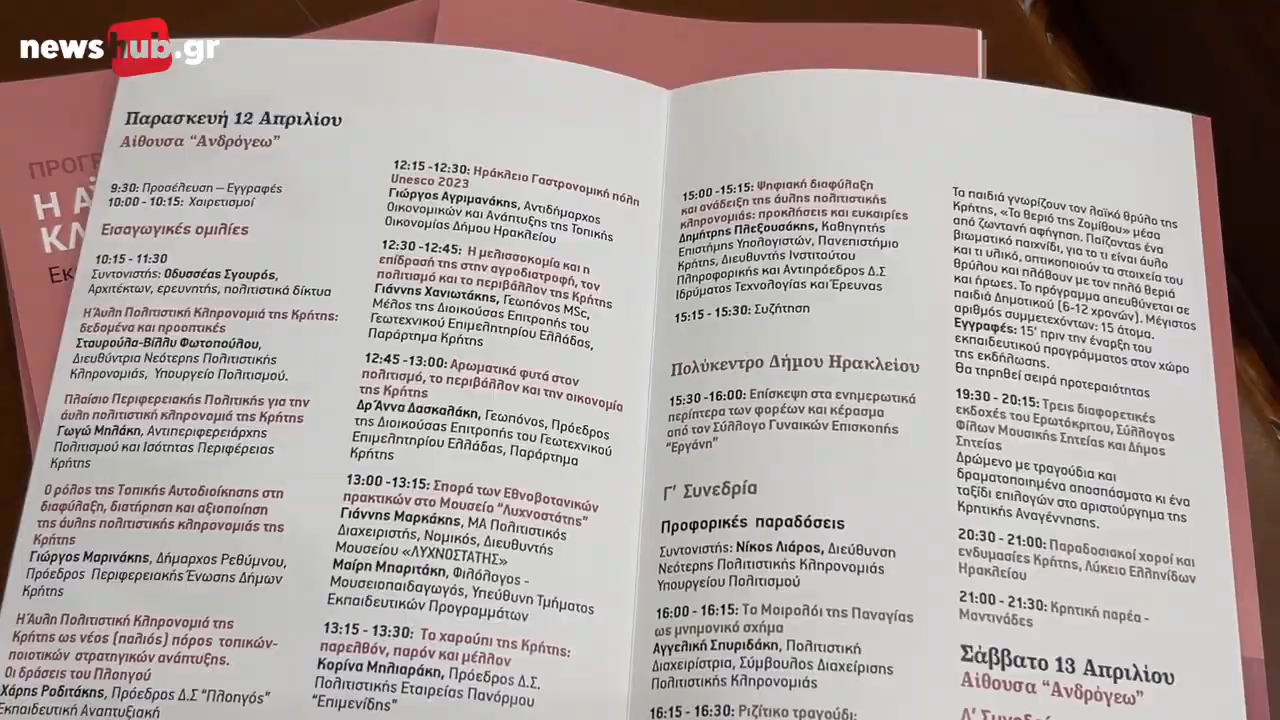 newshub.gr
ΠΡΟΓΡ
Η ΑΫ
ΚΛ
Εκ
Παρασκευή 12 Απριλίου
Αίθουσα “Ανδρόγεω”
9:30: Προσέλευση – Εγγραφές
10:00 - 10:15: Χαιρετισμοί
Εισαγωγικές ομιλίες
10:15 - 11:30
Συντονιστής: Οδυσσέας Σγουρός,
Αρχιτέκτων, ερευνητής, πολιτιστικά δίκτυα
Η Άυλη Πολιτιστική Κληρονομιά της Κρήτης:
δεδομένα και προοπτικές
Σταυρούλα-Βίλλυ Φωτοπούλου,
Διευθύντρια Νεότερης Πολιτιστικής
Κληρονομιάς, Υπουργείο Πολιτισμού.
Πλαίσιο Περιφερειακής Πολιτικής για την
άυλη πολιτιστική κληρονομιά της Κρήτης
Γωγώ Μηλάκη, Αντιπεριφερειάρχης
Πολιτισμού και Ισότητας Περιφέρειας
Κρήτης
Ο ρόλος της Τοπικής Αυτοδιοίκησης στη
διαφύλαξη, διατήρηση και αξιοποίηση
της άυλης πολιτιστικής κληρονομιάς της
Κρήτης
Γιώργος Μαρινάκης, Δήμαρχος Ρεθύμνου,
Πρόεδρος Περιφερειακής Ένωσης Δήμων
Κρήτης
Η Άυλη Πολιτιστική Κληρονομιά της
Κρήτης ως νέος (παλιός) πόρος τοπικών-
ποιοτικών στρατηγικών ανάπτυξης.
Οι δράσεις του Πλοηγού
Χάρης Ροδιτάκης, Πρόεδρος Δ.Σ “Πλοηγός”
Εκπαιδευτική Αναπτυξιακή
12:15 -12:30: Ηράκλειο Γαστρονομική πόλη
Unesco 2023
Γιώργος Αγριμανάκης, Αντιδήμαρχος
Οικονομικών και Ανάπτυξης της Τοπικής
Οικονομίας Δήμου Ηρακλείου
12:30 -12:45: Η μελισσοκομία και η
επίδρασή της στην αγροδιατροφή, τον
πολιτισμό και το περιβάλλον της Κρήτης
Γιάννης Χανιωτάκης, Γεωπόνος MSc,
Μέλος της Διοικούσας Επιτροπής του
Γεωτεχνικού Επιμελητηρίου Ελλάδας,
Παράρτημα Κρήτης
12:45 -13:00: Αρωματικά φυτά στον
πολιτισμό, το περιβάλλον και την οικονομία
της Κρήτης
Δρ Άννα Δασκαλάκη, Γεωπόνος, Πρόεδρος
της Διοικούσας Επιτροπής του Γεωτεχνικού
Επιμελητηρίου Ελλάδας, Παράρτημα
Κρήτης
13:00 -13:15: Σπορά των Εθνοβοτανικών
πρακτικών στο Μουσείο “Λυχνοστάτης”
Γιάννης Μαρκάκης, ΜΑ Πολιτισμικός
Διαχειριστής, Νομικός, Διευθυντής
Μουσείου «ΛΥΧΝΟΣΤΑΤΗΣ»
Μαίρη Μπαριτάκη, Φιλόλογος -
Μουσειοπαιδαγωγός, Υπεύθυνη Τμήματος
Εκπαιδευτικών Προγραμμάτων
13:15 - 13:30: Το χαρούπι της Κρήτης:
παρελθόν, παρόν και μέλλον
Κορίνα Μηλιαράκη, Πρόεδρος Δ.Σ.
Πολιτιστικής Εταιρείας Πανόρμου
“Επιμενίδης”
15:00 -15:15: Ψηφιακή διαφύλαξη
και ανάδειξη της άυλης πολιτιστικής
κληρονομιάς: προκλήσεις και ευκαιρίες
Δημήτρης Πλεξουσάκης, Καθηγητής
Επιστήμης Υπολογιστών, Πανεπιστήμιο
Κρήτης, Διευθυντής Ινστιτούτου
Πληροφορικής και Αντιπρόεδρος Δ.Σ
Ιδρύματος Τεχνολογίας και Έρευνας
15:15 - 15:30: Συζήτηση
Πολύκεντρο Δήμου Ηρακλείου
15:30 -16:00: Επίσκεψη στα ενημερωτικά
περίπτερα των φορέων και κέρασμα
από τον Σύλλογο Γυναικών Επισκοπής
“Εργάνη”
Γ’ Συνεδρία
Προφορικές παραδόσεις
Συντονιστής: Νίκος Λιάρος, Διεύθυνση
Νεότερης Πολιτιστικής Κληρονομιάς
Υπουργείου Πολιτισμού
16:00 - 16:15: Το Μοιρολόι της Παναγίας
ως μνημονικό σχήμα
Αγγελική Σπυριδάκη, Πολιτιστική
Διαχειρίστρια, Σύμβουλος Διαχείρισης
Πολιτιστικής Κληρονομιάς
16:15 - 16:30: Ριζίτικο τραγούδι:
Τα παιδιά γνωρίζουν τον λαϊκό θρύλο της
Κρήτης, «Το θεριό της Ζομίθου» μέσα
από ζωντανή αφήγηση. Παίζοντας ένα
βιωματικό παιχνίδι, για το τι είναι άυλο
και τι υλικό, οπτικοποιούν τα στοιχεία του
θρύλου και πλάθουν με τον πηλό θεριά
και ήρωες. Το πρόγραμμα απευθύνεται σε
παιδιά Δημοτικού (6-12 χρονών). Μέγιστος
αριθμός συμμετεχόντων: 15 άτομα.
Εγγραφές: 15’ πριν την έναρξη του
εκπαιδευτικού προγράμματος στον χώρο
της εκδήλωσης.
Θα τηρηθεί σειρά προτεραιότητας
19:30 - 20:15: Τρεις διαφορετικές
εκδοχές του Ερωτόκριτου, Σύλλογος
Φίλων Μουσικής Σητείας και Δήμος
Σητείας
Δρώμενο με τραγούδια και
δραματοποιημένα αποσπάσματα κι ένα
ταξίδι επιλογών στο αριστούργημα της
Κρητικής Αναγέννησης.
20:30 - 21:00: Παραδοσιακοί χοροί και
ενδυμασίες Κρήτης, Λύκειο Ελληνίδων
Ηρακλείου
21:00 - 21:30: Κρητική παρέα -
Μαντινάδες
Σάββατο 13 Απριλίου
Αίθουσα “Ανδρόγεω”